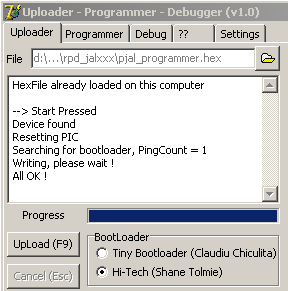 Uploader - Programmer - Debugger (v1.0)
Uploader Programmer Debug ?? Settings
File d:\...\rpd_jalxxx\pjal_programmer.hex
HexFile already loaded on this computer
--> Start Pressed
Device found
Resetting PIC
Searching for bootloader, PingCount = 1
Writing, please wait !
All OK !
Progress
UpLoad (F9)
Cancel (Esc)
BootLoader
Tiny Bootloader (Claudiu Chiculita)
Hi-Tech (Shane Tolmie)